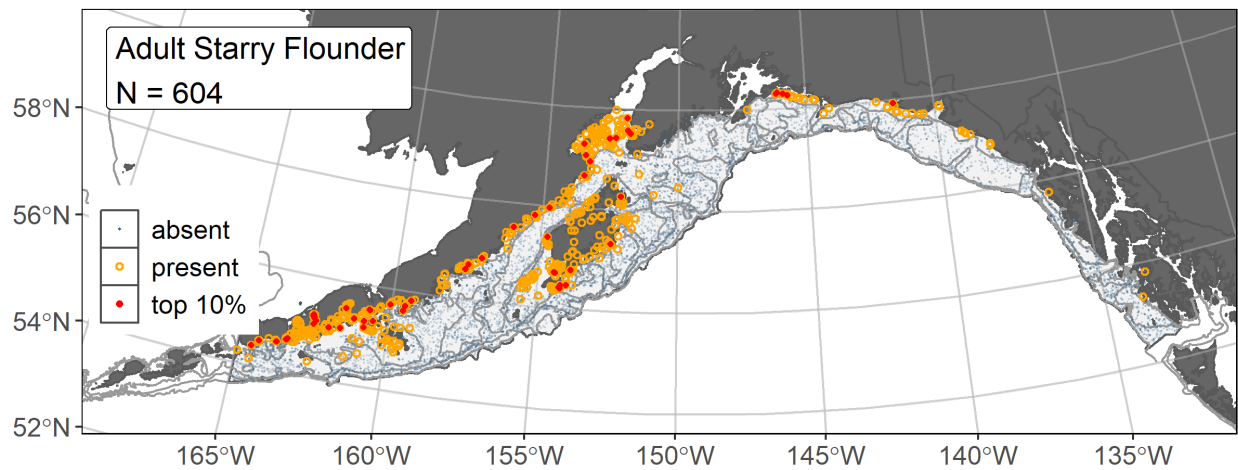 Adult Starry Flounder
N = 604
58°N
56°N
54°N
52°N
absent
present
top 10%
165°W
160°W
155°W
150°W
145°W
140°W
135°W